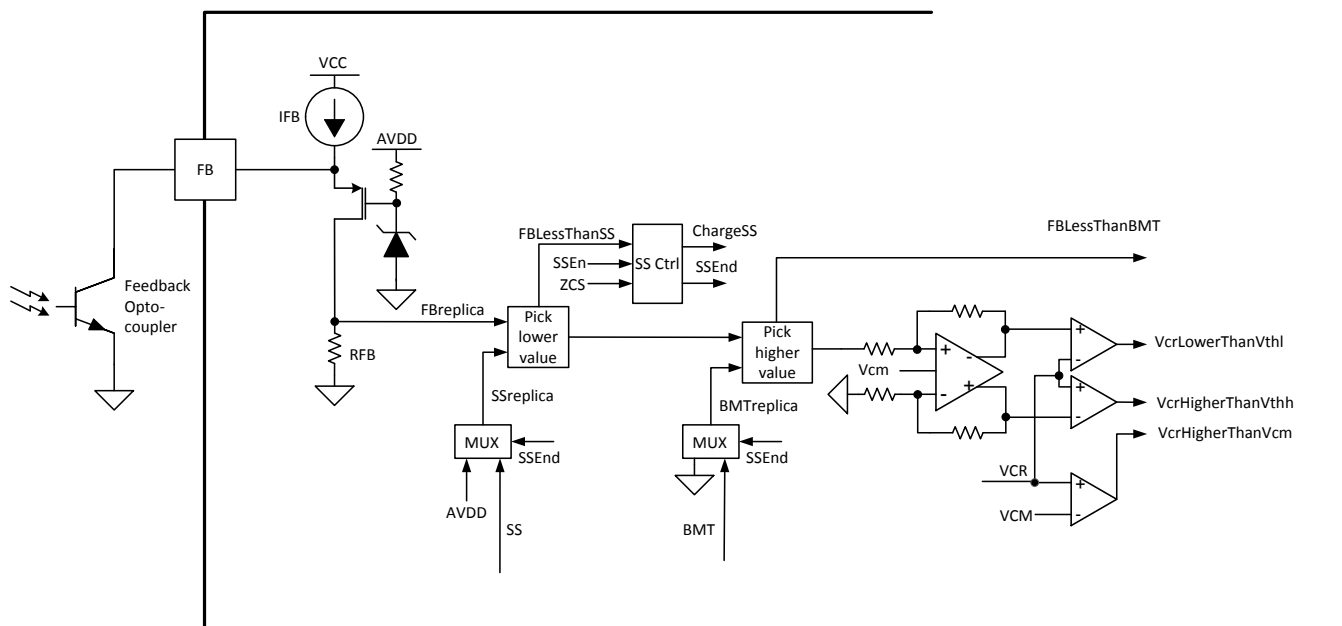 VCC
IFB
AVDD
FB
Feedback
Opto-
coupler
FBreplica
RFB
FBLessThanSS
SSEn
ZCS
SS Ctrl
ChargeSS
SSEnd
Pick
lower
value
SSreplica
MUX
SSEnd
AVDD
SS
FBLessThanBMT
Pick
higher
value
BMTreplica
MUX
SSEnd
BMT
Vcm
+
-
+
-
+
-
VcrLowerThanVthl
+
-
VcrHigherThanVthh
VcrHigherThanVcm
VCR
+
VCM
-